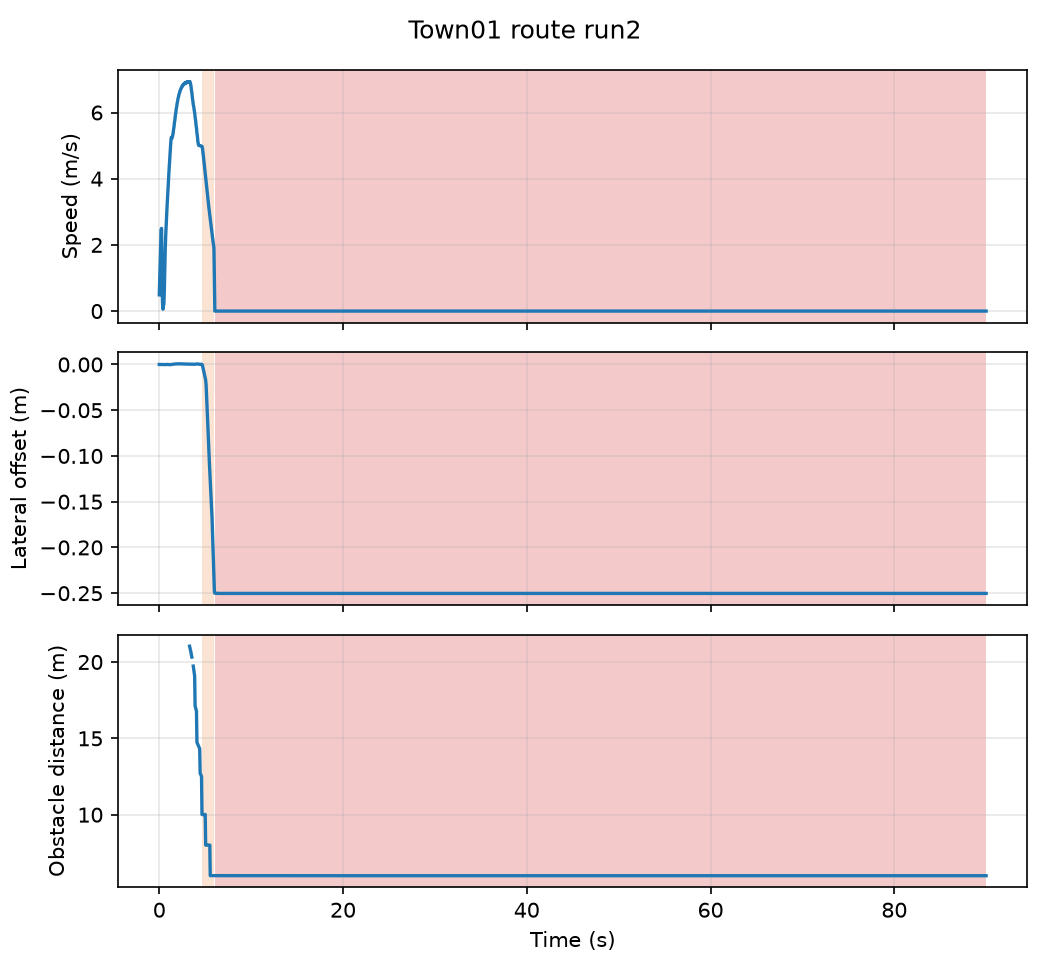 Town01 route run2
Speed (m/s)
6
4
2
0
Lateral offset (m)
0.00
−0.05
−0.10
−0.15
−0.20
−0.25
Obstacle distance (m)
20
15
10
0 20 40 60 80
Time (s)